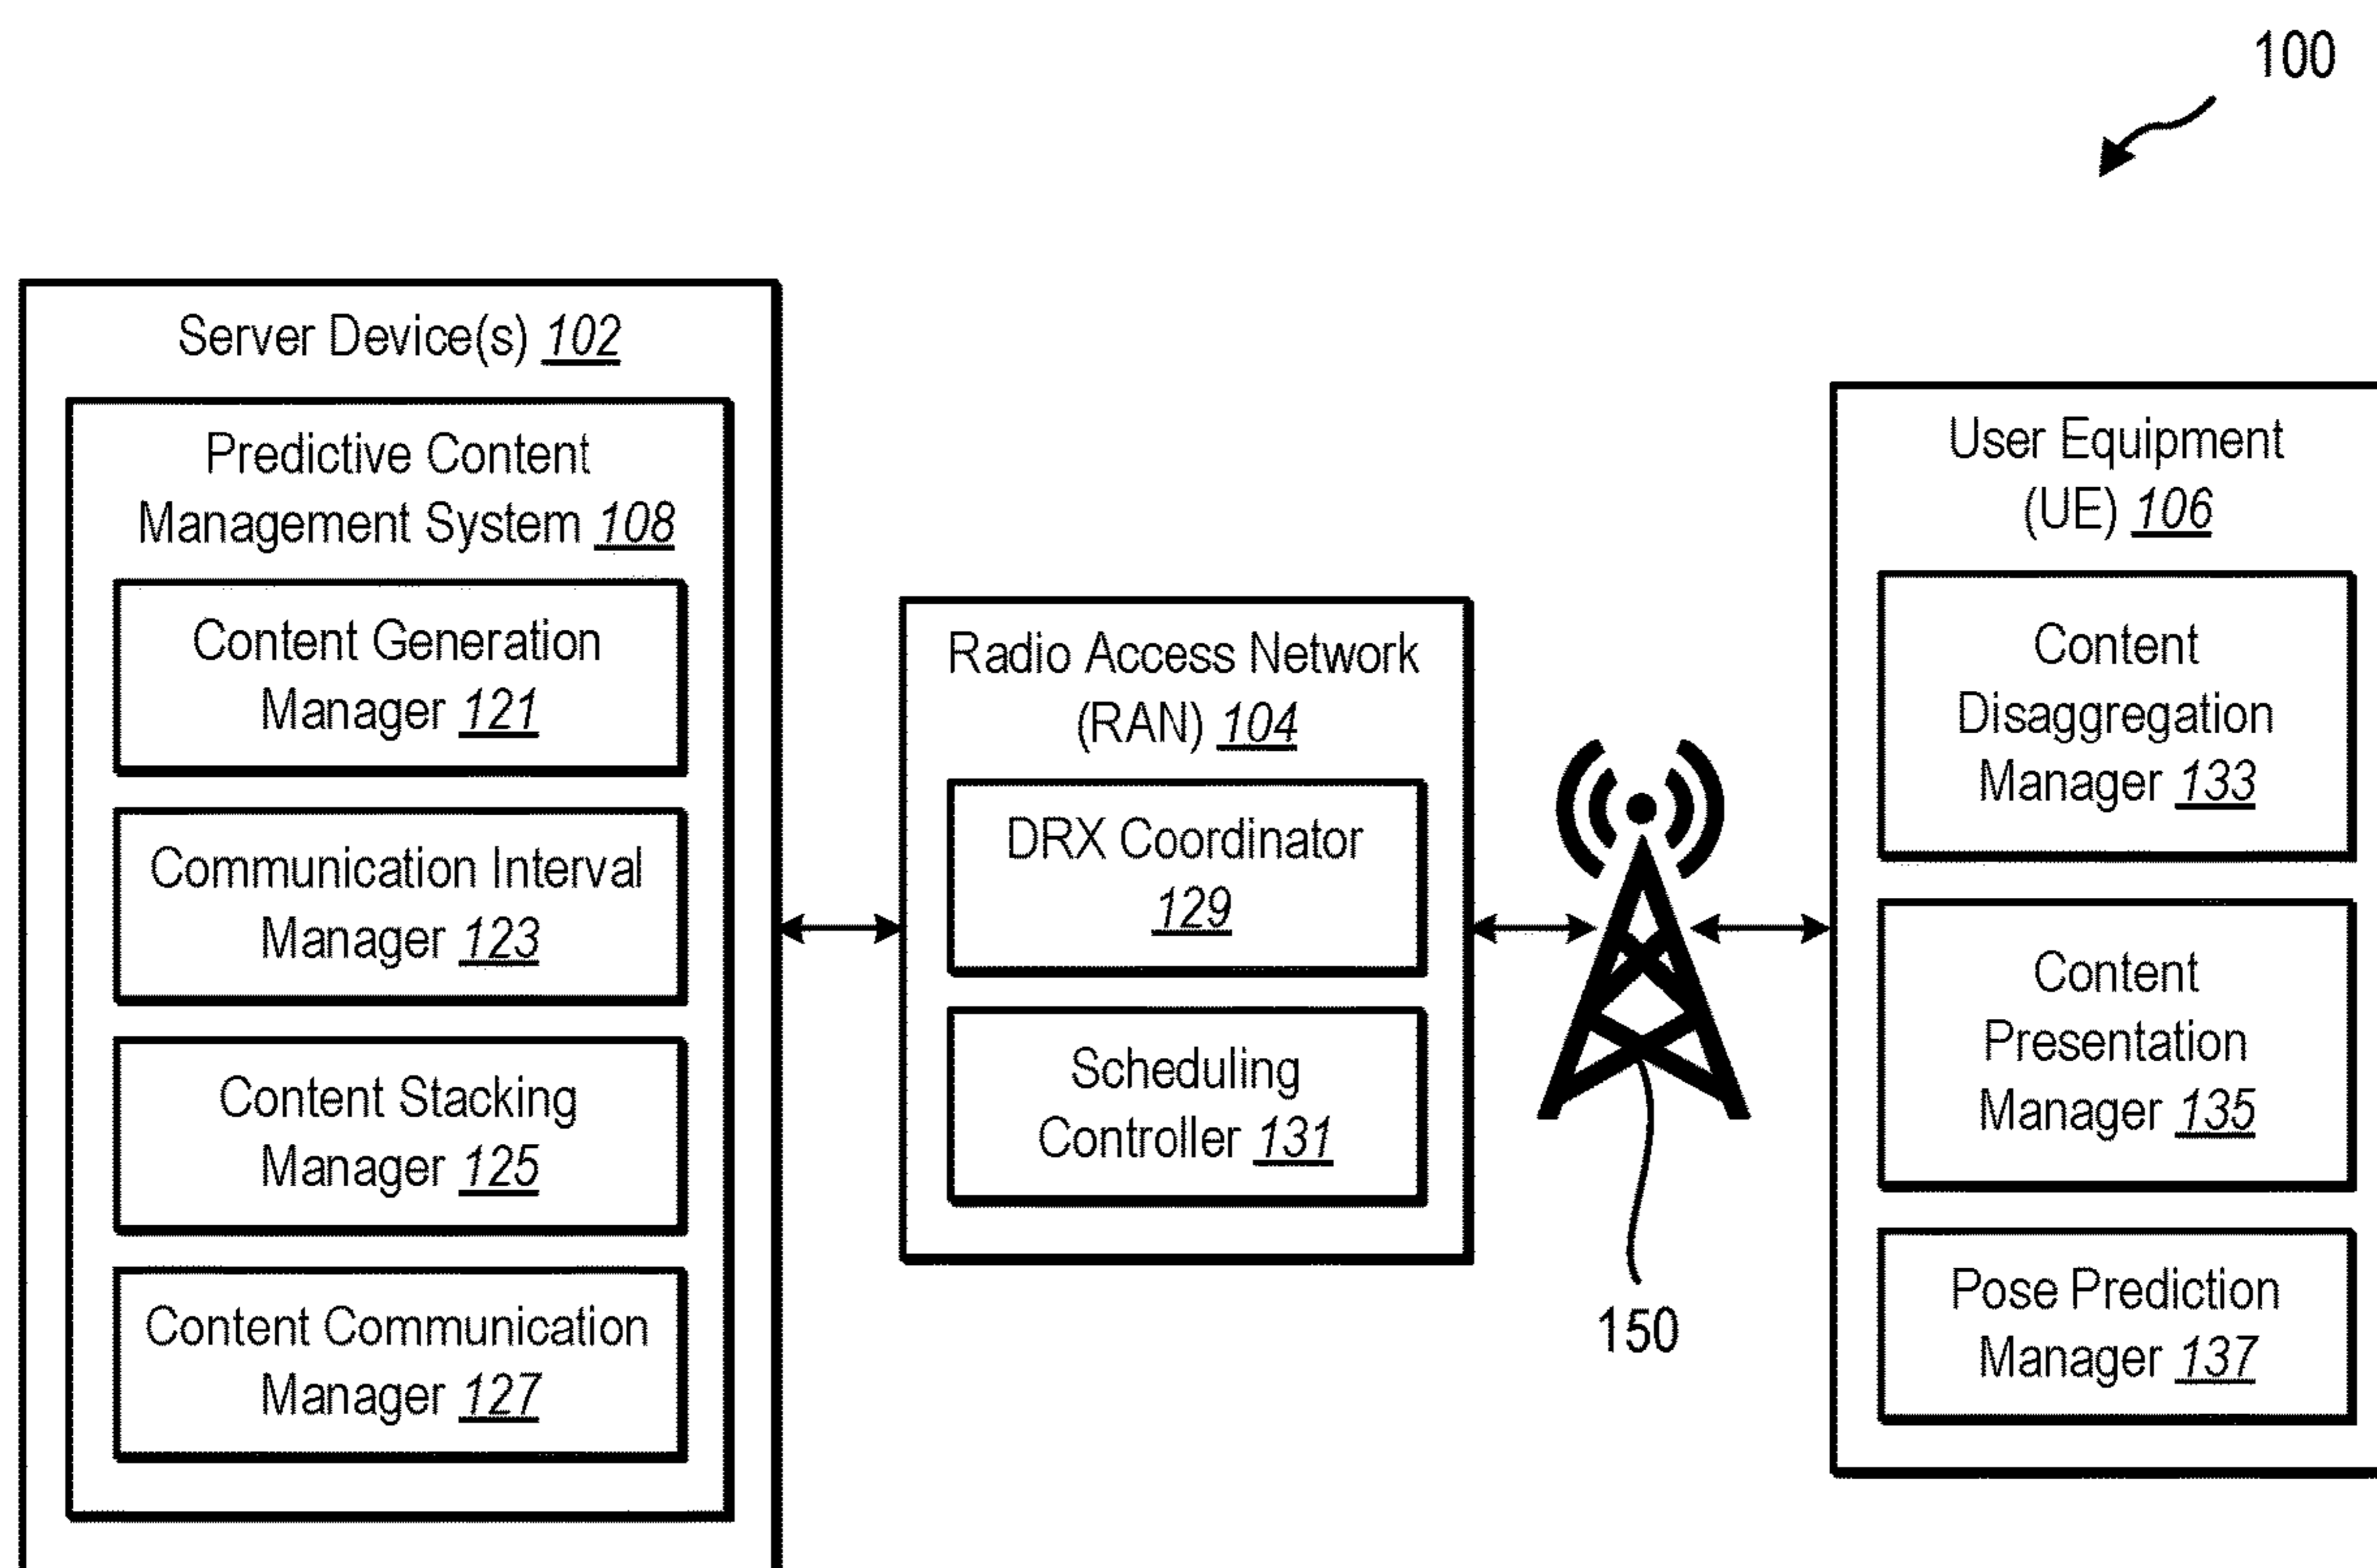 100
Server Device(s) 102
Predictive Content
Management System 108
Content Generation
Manager 121
Communication Interval
Manager 123
Content Stacking
Manager 125
Content Communication
Manager 127
Radio Access Network
(RAN) 104
DRX Coordinator
129
Scheduling
Controller 131
150
User Equipment
(UE) 106
Content
Disaggregation
Manager 133
Content
Presentation
Manager 135
Pose Prediction
Manager 137